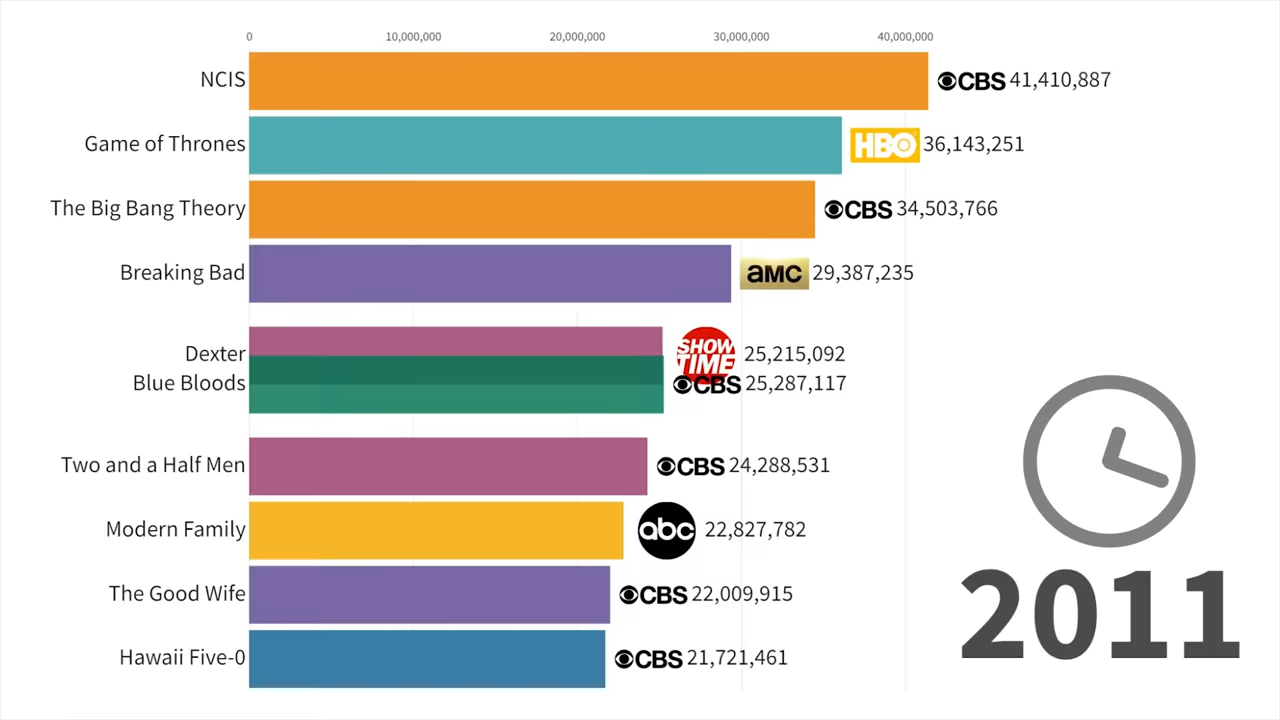 0 10,000,000 20,000,000 30,000,000 40,000,000
NCIS CBS 41,410,887
Game of Thrones HBO 36,143,251
The Big Bang Theory CBS 34,503,766
Breaking Bad aMC 29,387,235
Dexter SHOW TIME 25,215,092
Blue Bloods CBS 25,287,117
Two and a Half Men CBS 24,288,531
Modern Family abc 22,827,782
The Good Wife CBS 22,009,915
Hawaii Five-0 CBS 21,721,461
2011